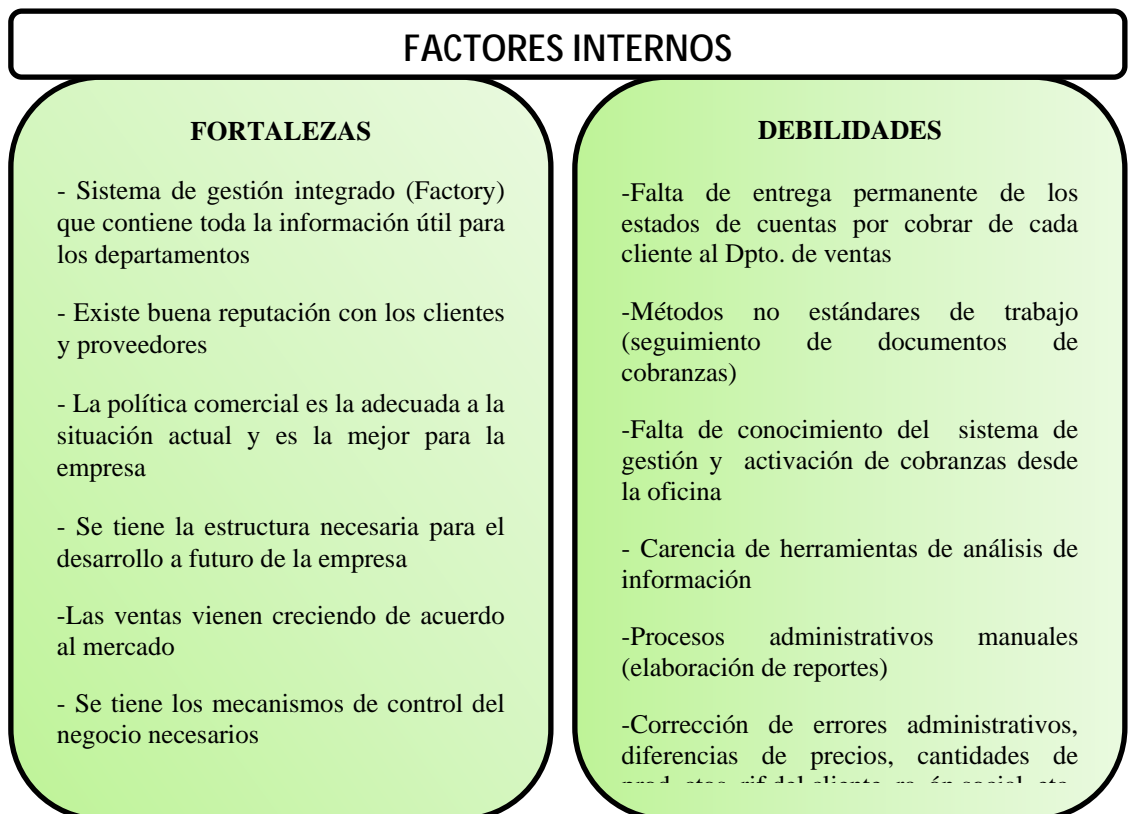 FACTORES INTERNOS
FORTALEZAS
- Sistema de gestión integrado (Factory)
que contiene toda la información útil para
los departamentos
- Existe buena reputación con los clientes
y proveedores
- La política comercial es la adecuada a la
situación actual y es la mejor para la
empresa
- Se tiene la estructura necesaria para el
desarrollo a futuro de la empresa
-Las ventas vienen creciendo de acuerdo
al mercado
- Se tiene los mecanismos de control del
negocio necesarios
DEBILIDADES
-Falta de entrega permanente de los
estados de cuentas por cobrar de cada
cliente al Dpto. de ventas
-Métodos no estándares de trabajo
(seguimiento de documentos de
cobranzas)
-Falta de conocimiento del sistema de
gestión y activación de cobranzas desde
la oficina
- Carencia de herramientas de análisis de
información
-Procesos administrativos manuales
(elaboración de reportes)
-Corrección de errores administrativos,
diferencias de precios, cantidades de
rif del cliente social, etc